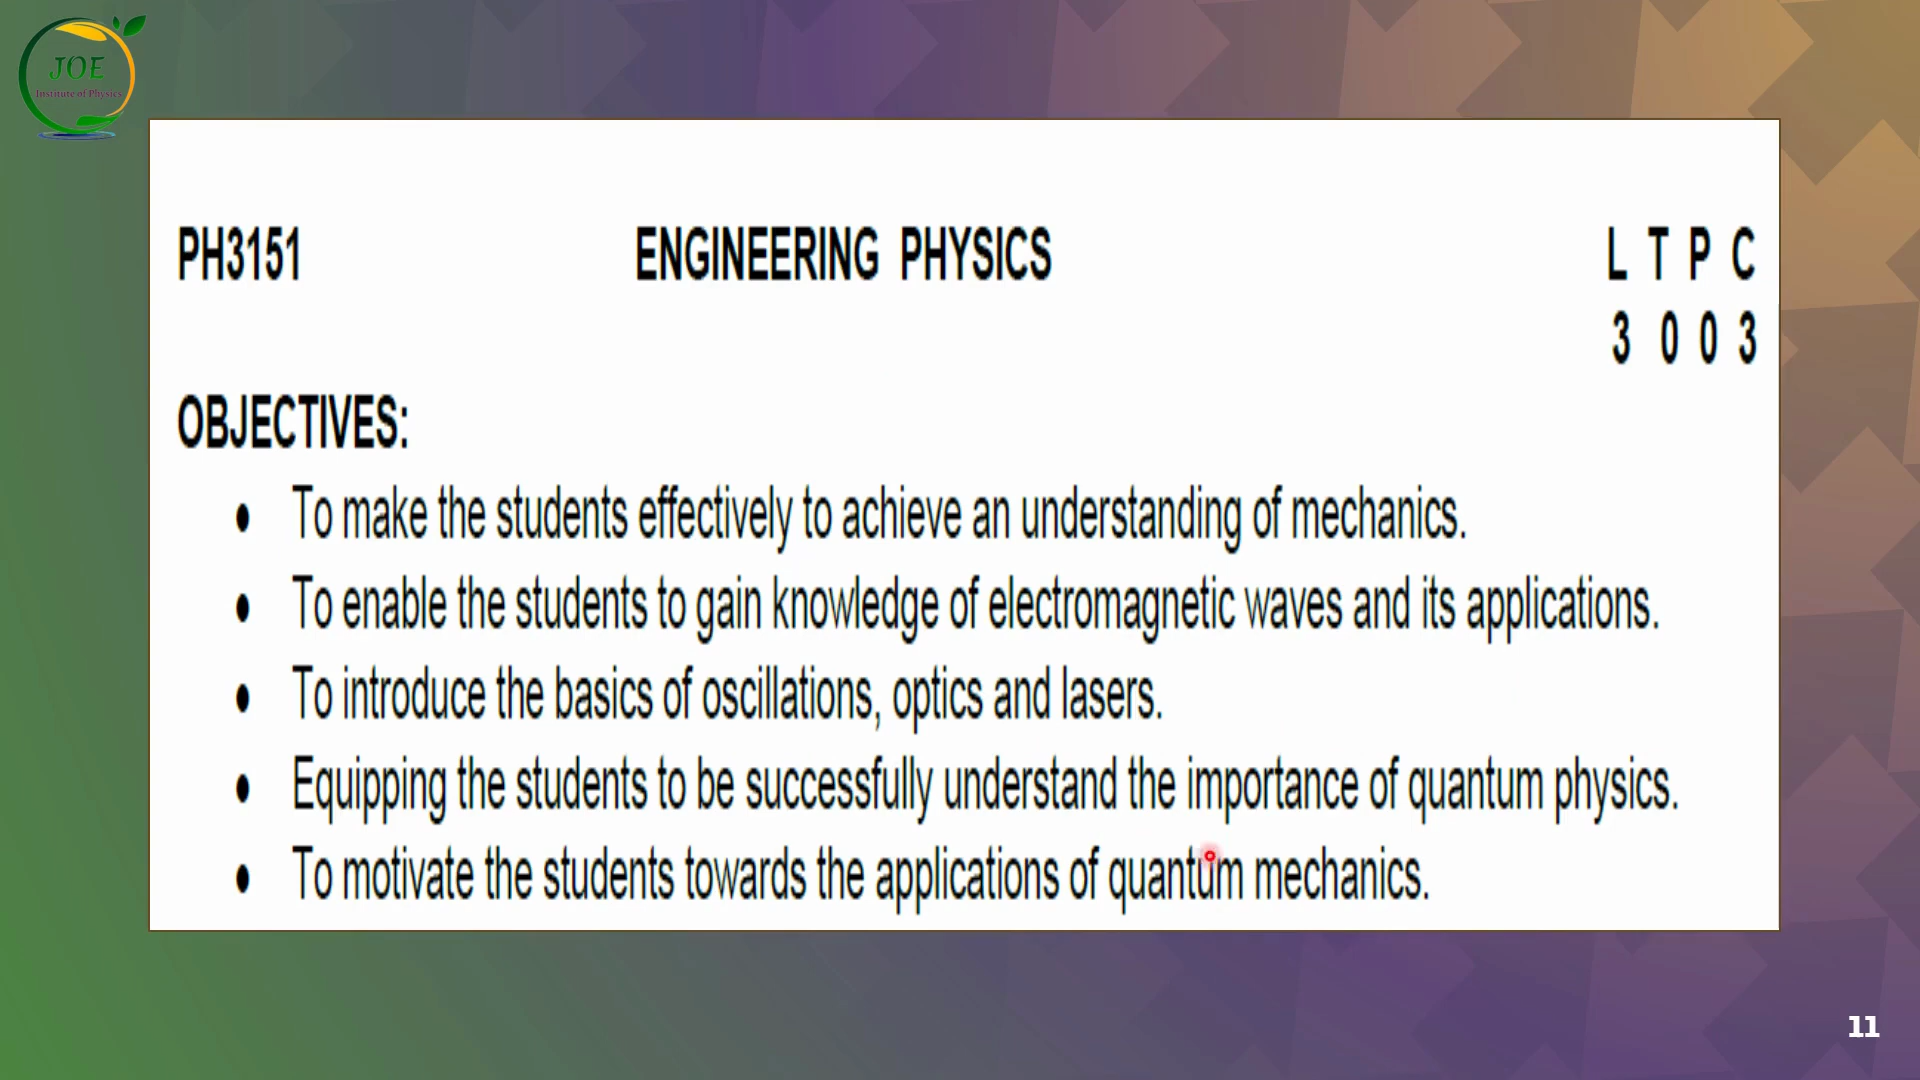 JOE
Institute of Physics
PH3151 ENGINEERING PHYSICS L T P C
3 0 0 3
OBJECTIVES:
• To make the students effectively to achieve an understanding of mechanics.
• To enable the students to gain knowledge of electromagnetic waves and its applications.
• To introduce the basics of oscillations, optics and lasers.
• Equipping the students to be successfully understand the importance of quantum physics.
• To motivate the students towards the applications of quantum mechanics.
11